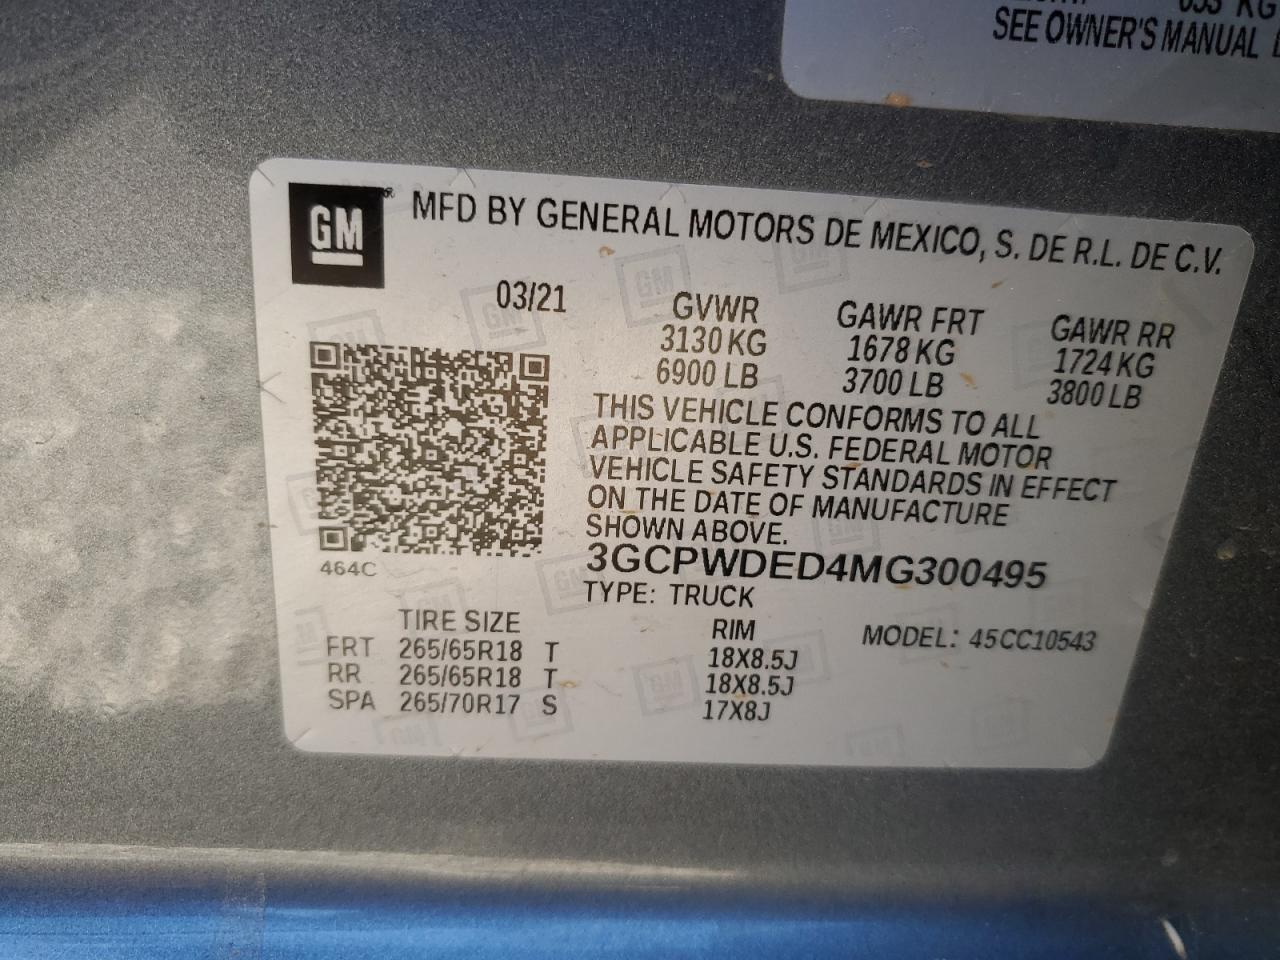 053 KG
SEE OWNER'S MANUAL
GM
MFD BY GENERAL MOTORS DE MEXICO, S. DE R.L. DE C.V.
03/21
GVWR GAWR FRT GAWR RR
3130 KG 1678 KG 1724 KG
6900 LB 3700 LB 3800 LB
THIS VEHICLE CONFORMS TO ALL
APPLICABLE U.S. FEDERAL MOTOR
VEHICLE SAFETY STANDARDS IN EFFECT
ON THE DATE OF MANUFACTURE
SHOWN ABOVE.
464C
3GCPWDED4MG300495
TYPE: TRUCK
TIRE SIZE RIM MODEL: 45CC10543
FRT 265/65R18 T 18X8.5J
RR 265/65R18 T 18X8.5J
SPA 265/70R17 S 17X8J